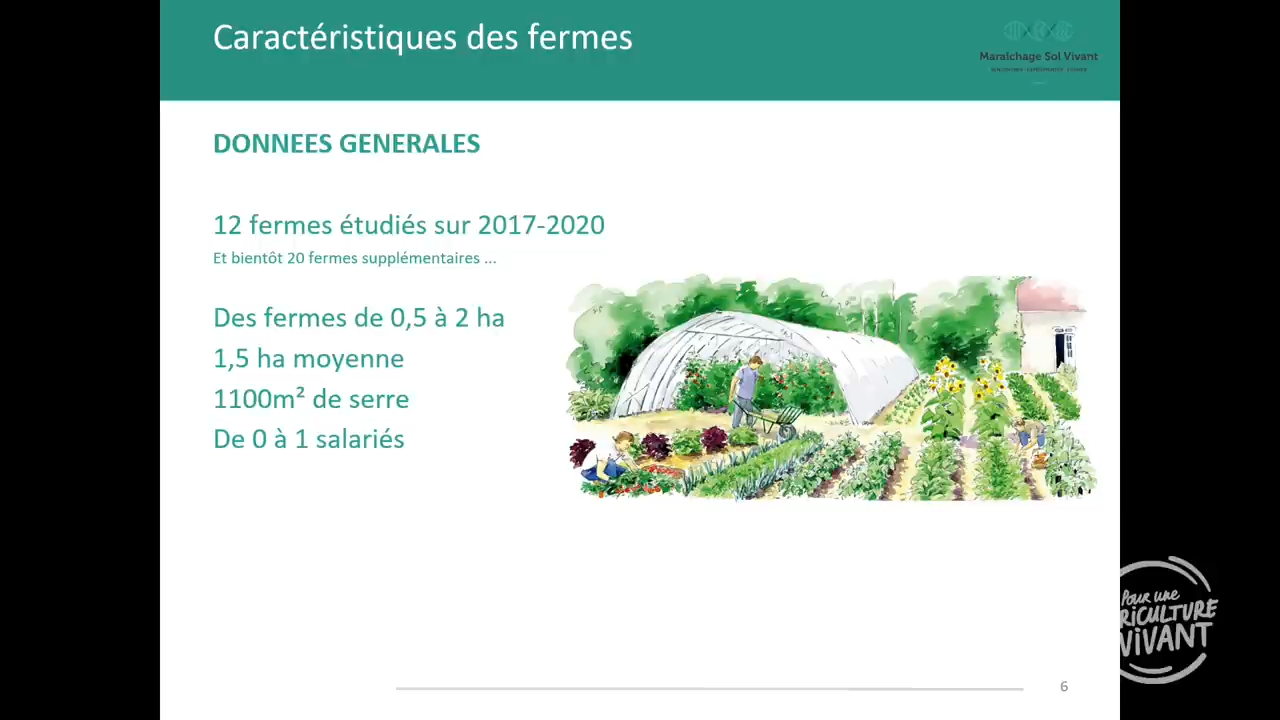 Caractéristiques des fermes
Maraîchage Sol Vivant
DONNEES GENERALES
12 fermes étudiés sur 2017-2020
Et bientôt 20 fermes supplémentaires ...
Des fermes de 0,5 à 2 ha
1,5 ha moyenne
1100m² de serre
De 0 à 1 salariés
Pour une
RICULTURE
VIVANT
6